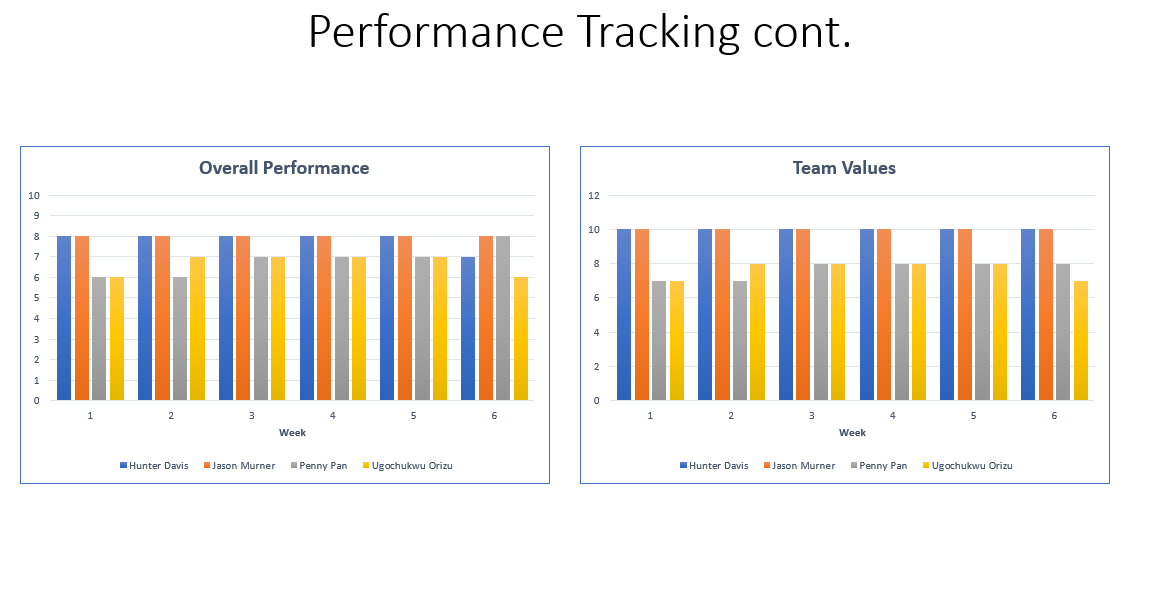 Performance Tracking cont.
Overall Performance
10
9
8
7
6
5
4
3
2
1
0
1 2 3 4 5 6
Week
Hunter Davis Jason Murner Penny Pan Ugochukwu Orizu
Team Values
12
10
8
6
4
2
0
1 2 3 4 5 6
Week
Hunter Davis Jason Murner Penny Pan Ugochukwu Orizu